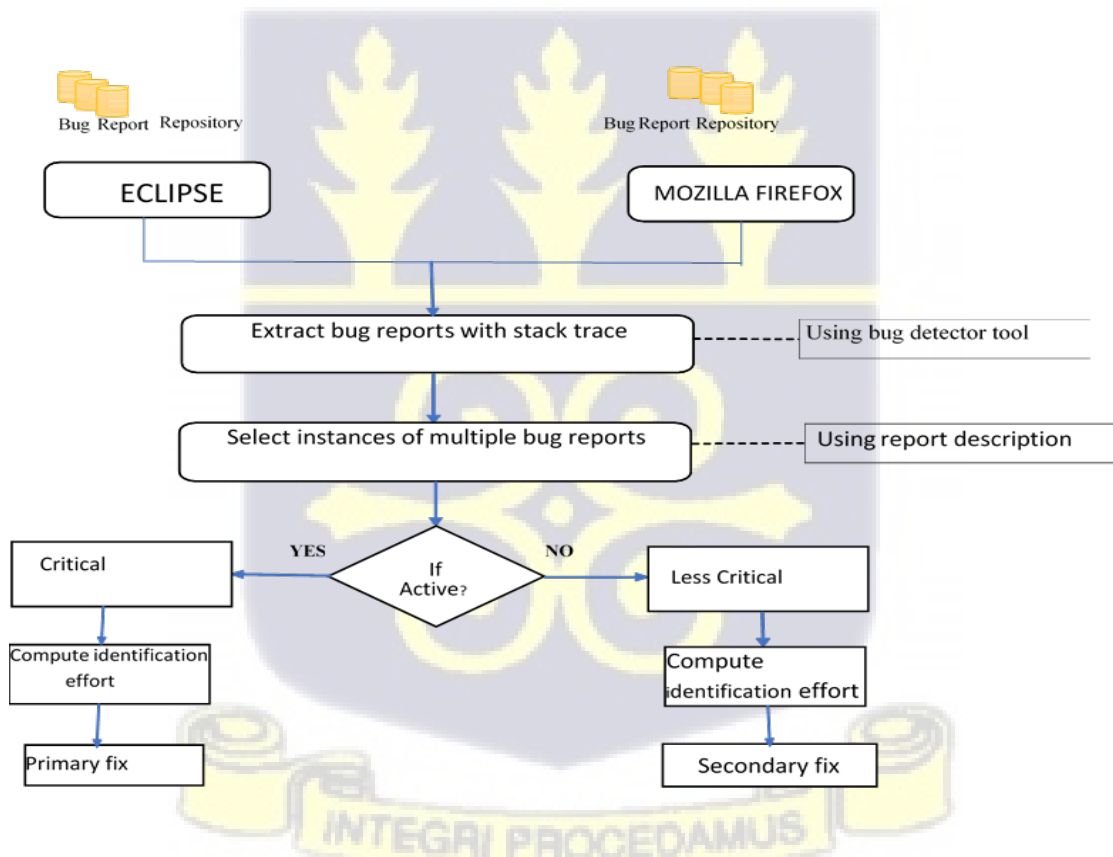 Bug Report Repository
Bug Report Repository
ECLIPSE
MOZILLA FIREFOX
Extract bug reports with stack trace
Using bug detector tool
Select instances of multiple bug reports
Using report description
YES
NO
If
Active?
Critical
Less Critical
Compute identification
effort
Compute
identification effort
Primary fix
Secondary fix
INTEGRI PROCEDAMUS